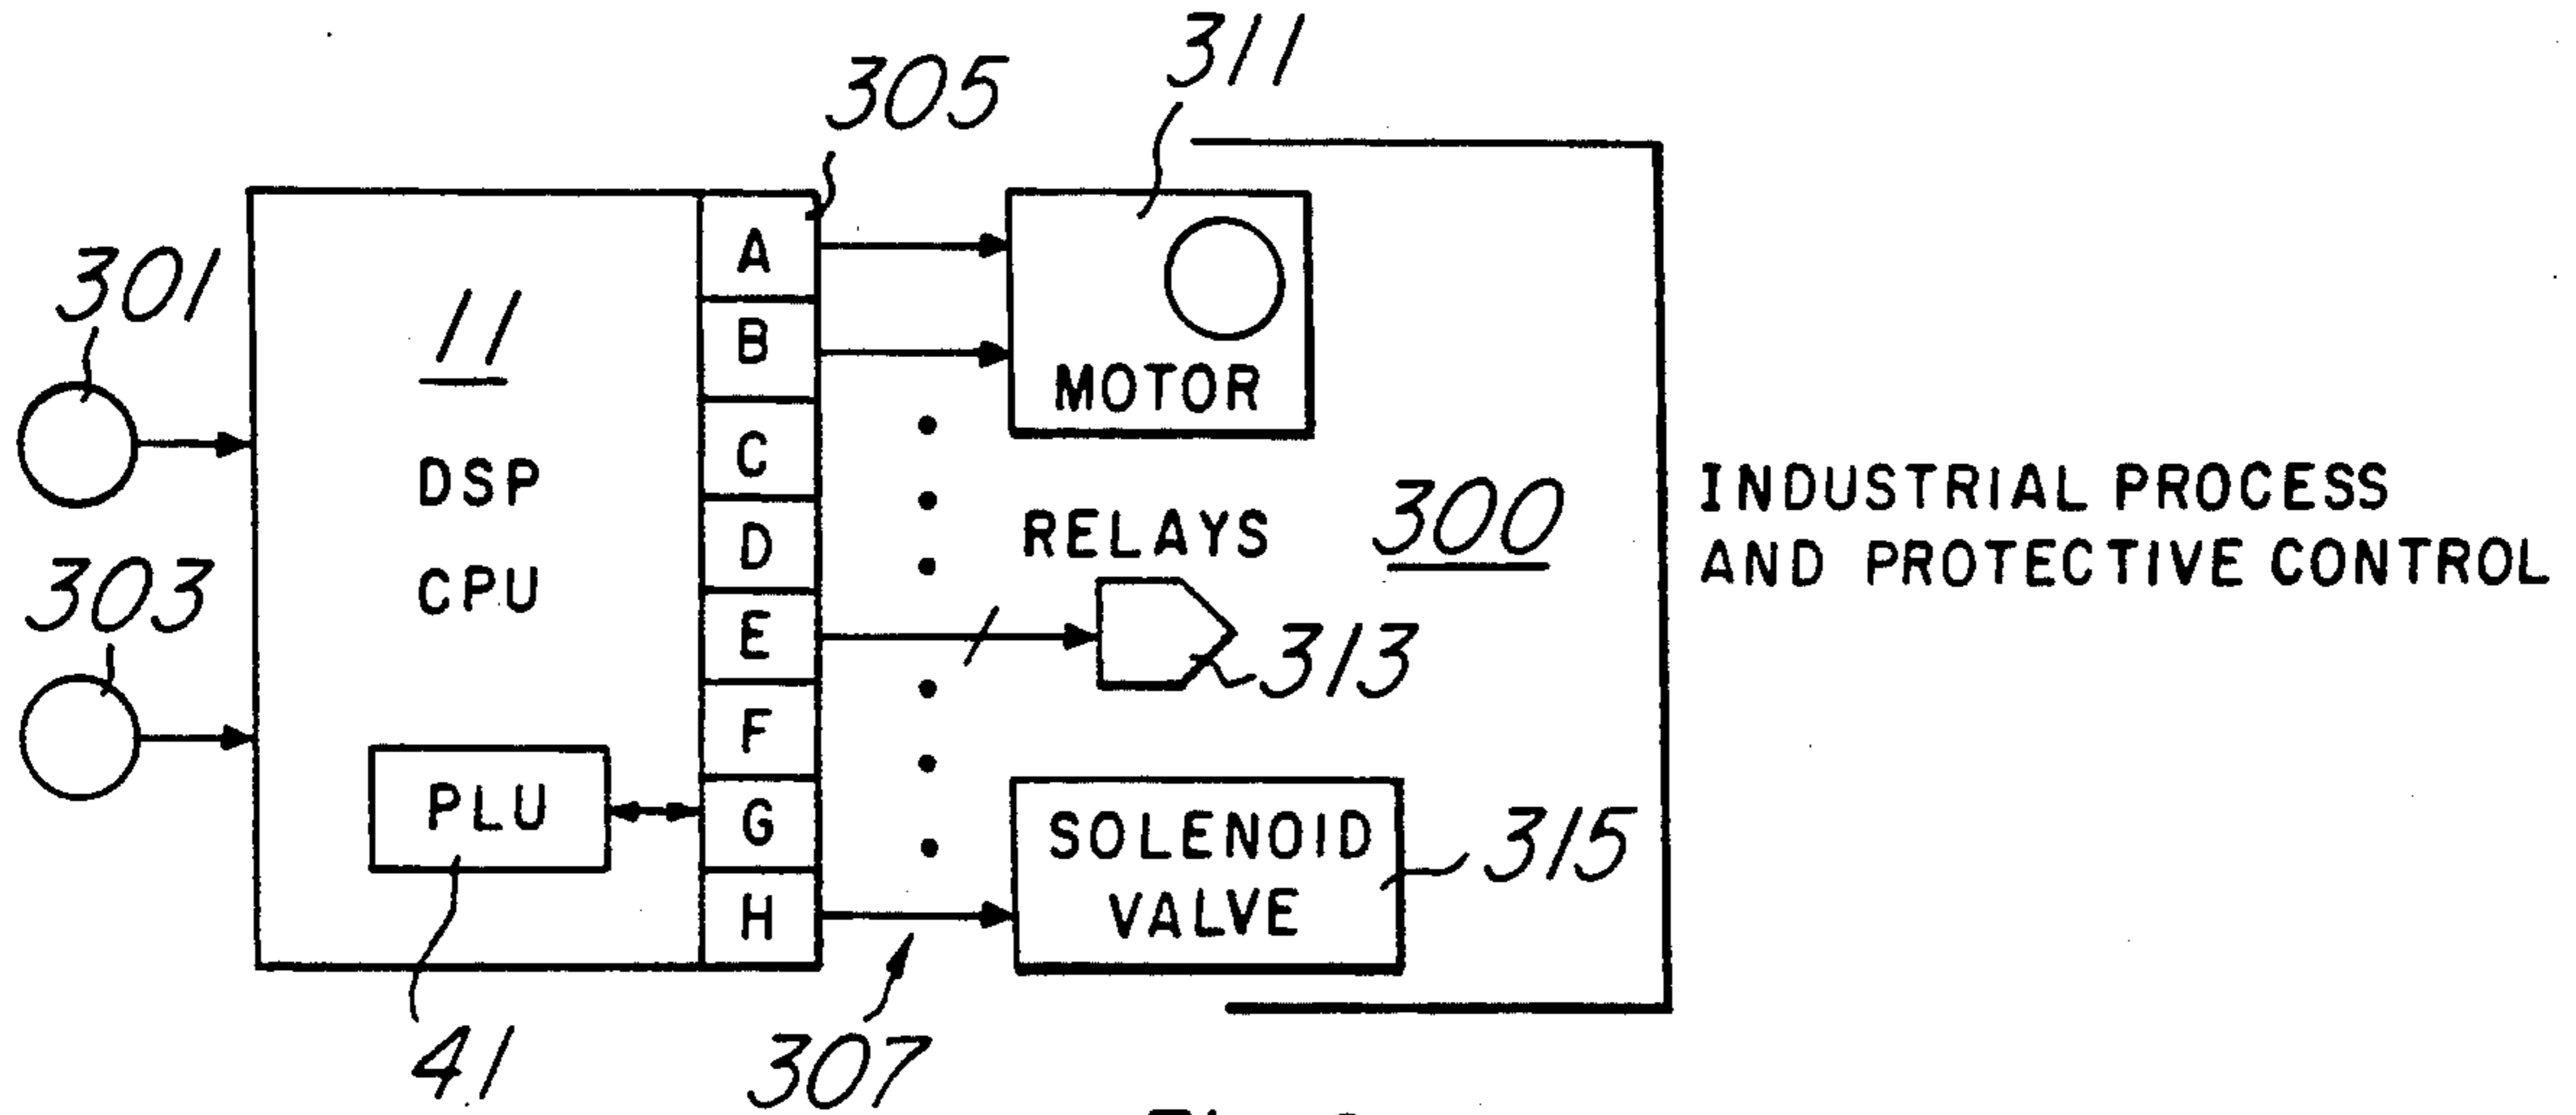 311
305
301
11
DSP
CPU
303
PLU
41
A
B
C
D
E
F
G
H
307
MOTOR
RELAYS
300
313
SOLENOID
VALVE
315
INDUSTRIAL PROCESS
AND PROTECTIVE CONTROL